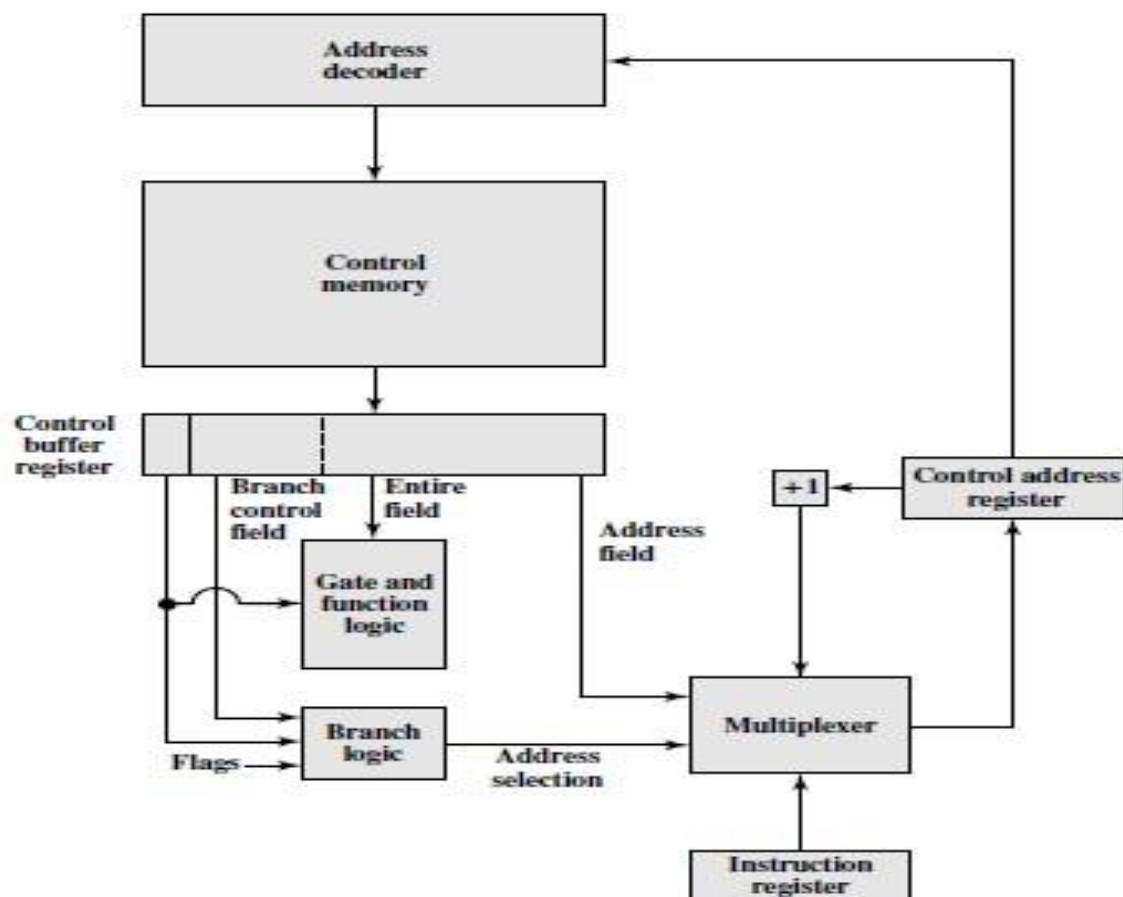 Address
decoder
Control
memory
Control
buffer
register
Branch
control
field
Entire
field
Address
field
+1
Control address
register
Gate and
function
logic
Branch
logic
Flags
Address
selection
Multiplexer
Instruction
register